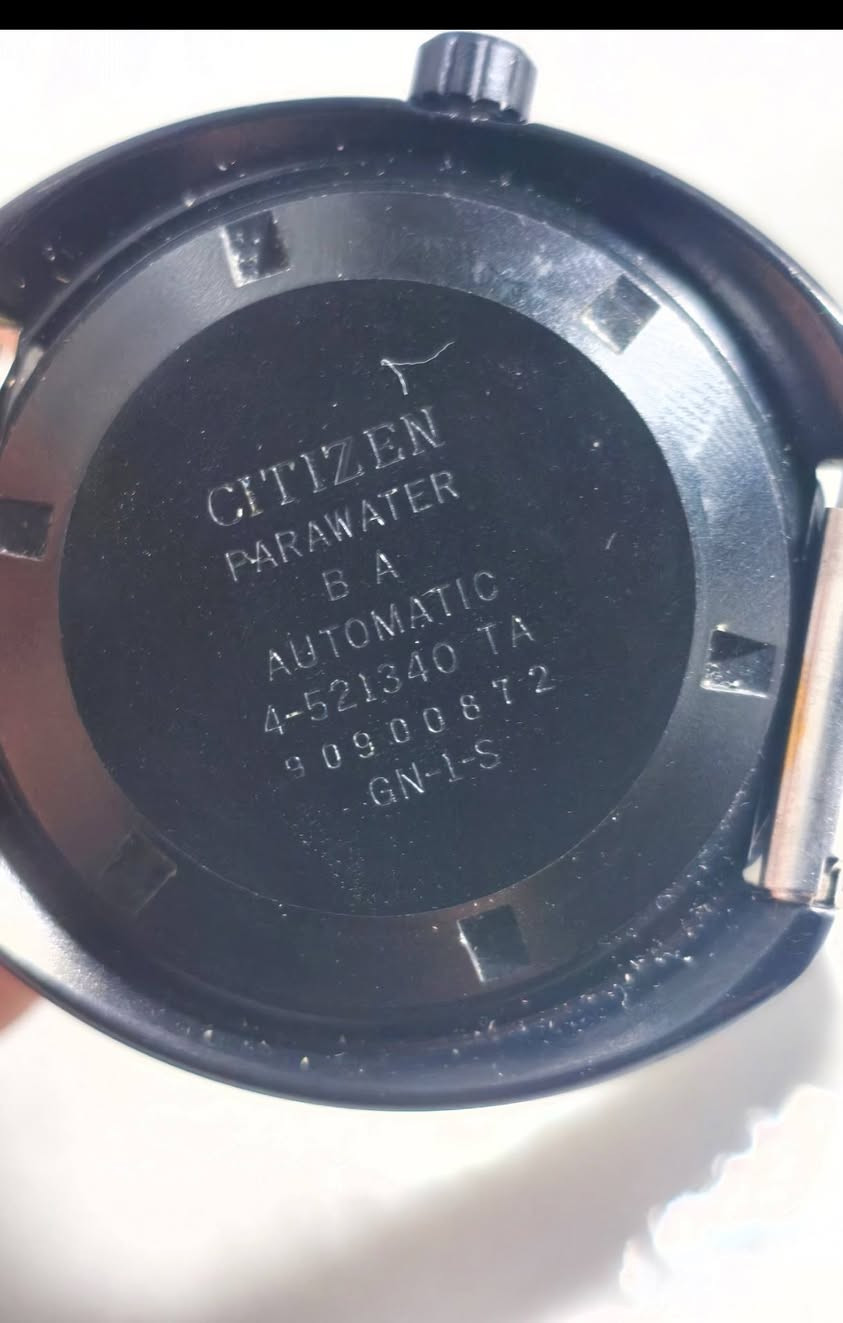 CITIZEN
PARAWATER
B A
AUTOMATIC
4-521340 TA
90900872
GN-1-S